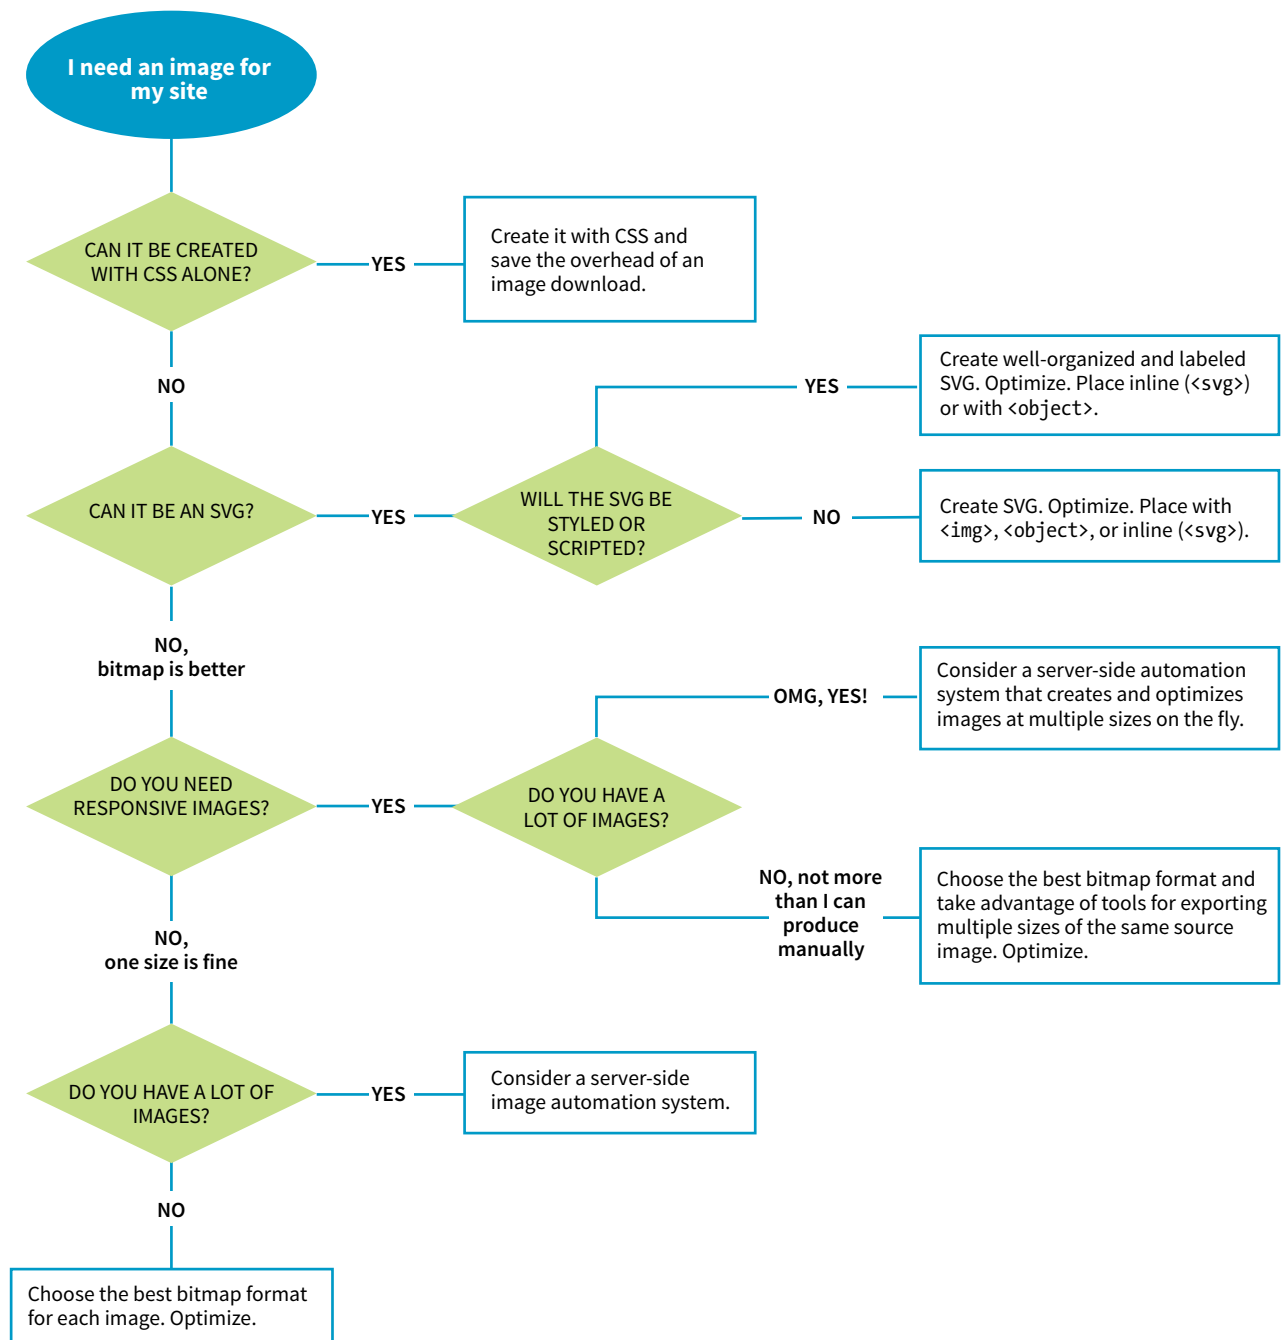 I need an image for
my site
CAN IT BE CREATED
WITH CSS ALONE?
YES
Create it with CSS and
save the overhead of an
image download.
NO
CAN IT BE AN SVG?
YES
WILL THE SVG BE
STYLED OR
SCRIPTED?
YES
Create well-organized and labeled
SVG. Optimize. Place inline (<svg>)
or with <object>.
NO
Create SVG. Optimize. Place with
<img>, <object>, or inline (<svg>).
NO,
bitmap is better
DO YOU NEED
RESPONSIVE IMAGES?
YES
DO YOU HAVE A
LOT OF IMAGES?
OMG, YES!
Consider a server-side automation
system that creates and optimizes
images at multiple sizes on the fly.
NO, not more
than I can
produce
manually
Choose the best bitmap format and
take advantage of tools for exporting
multiple sizes of the same source
image. Optimize.
NO,
one size is fine
DO YOU HAVE A LOT OF
IMAGES?
YES
Consider a server-side
image automation system.
NO
Choose the best bitmap format
for each image. Optimize.